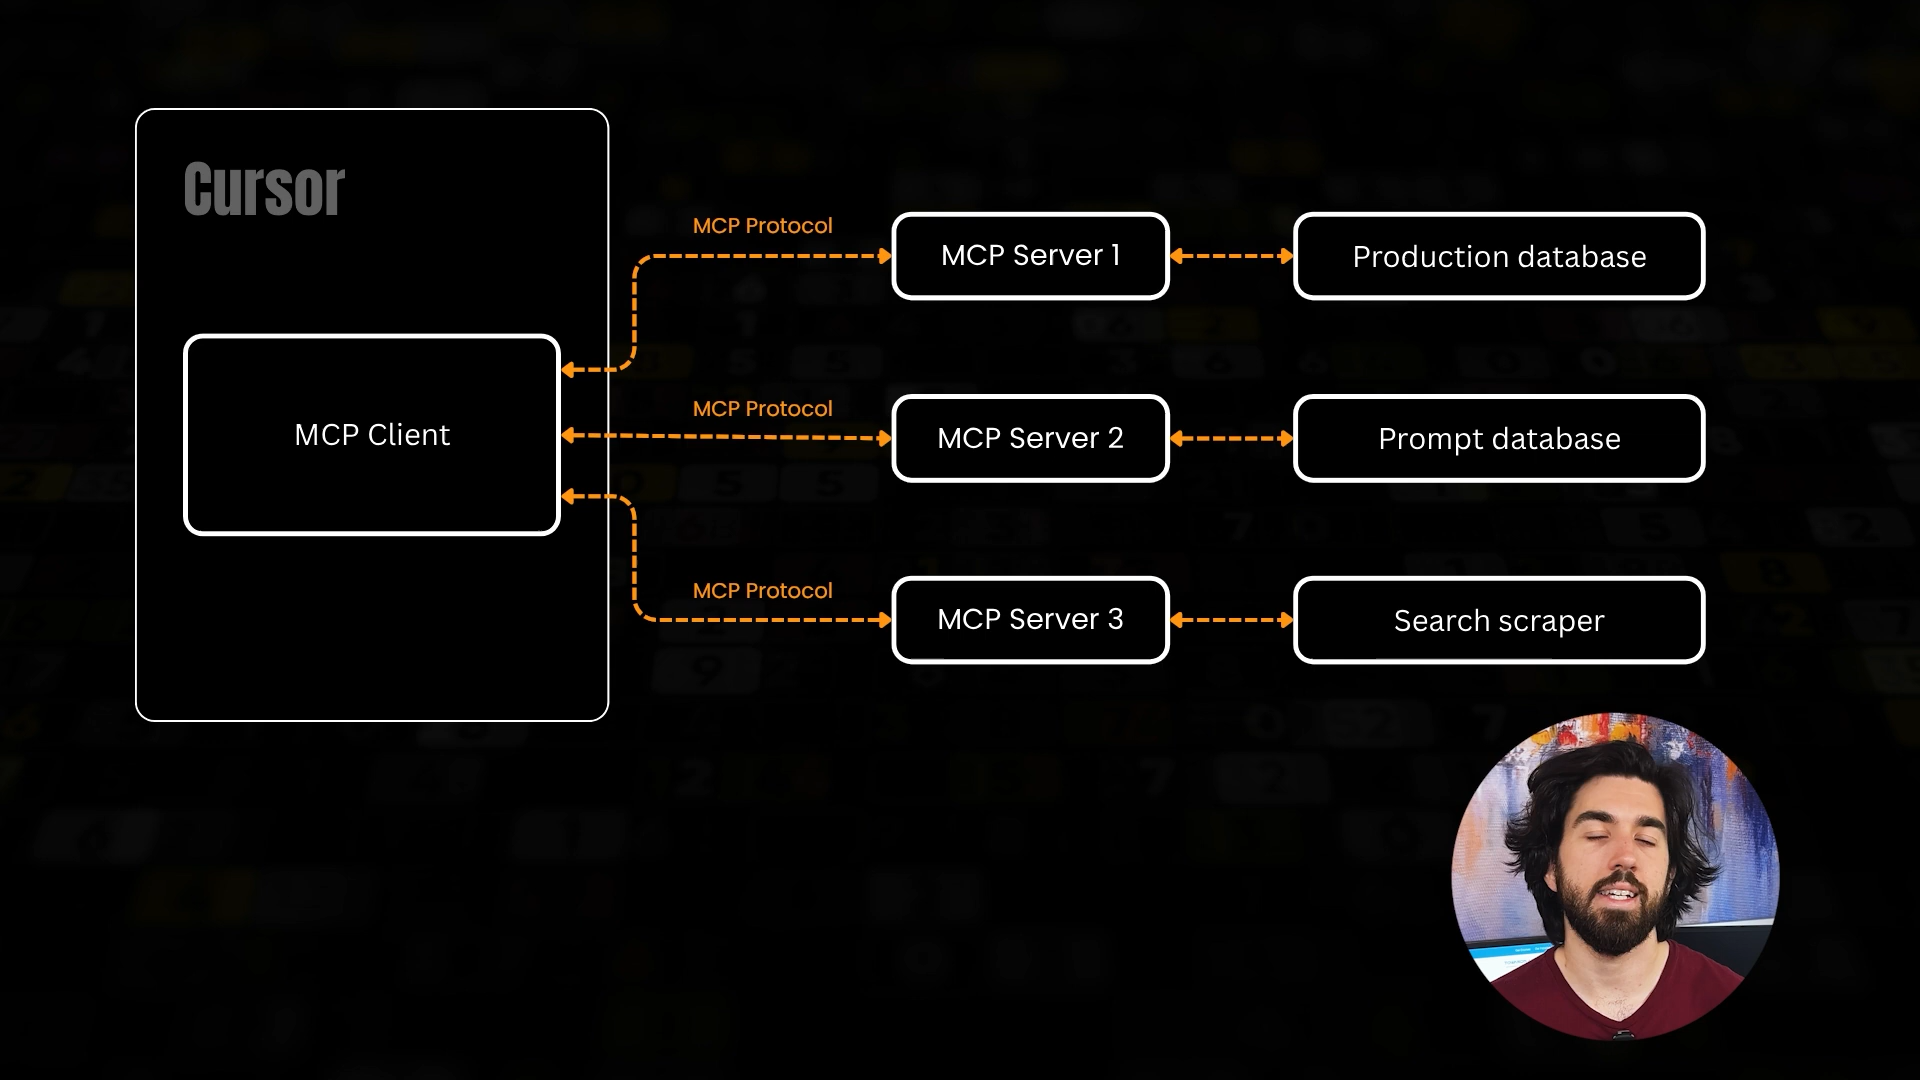 Cursor
MCP Client
MCP Protocol
MCP Server 1
Production database
MCP Protocol
MCP Server 2
Prompt database
MCP Protocol
MCP Server 3
Search scraper